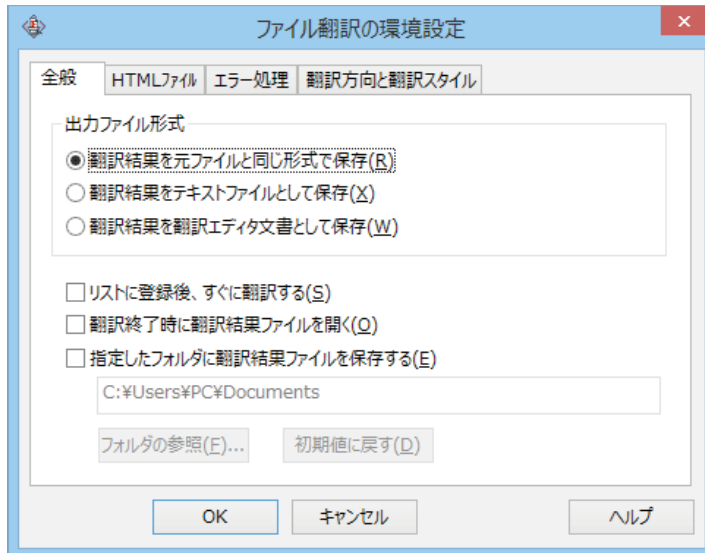 ファイル翻訳の環境設定
全般 HTMLファイル エラー処理 翻訳方向と翻訳スタイル
出力ファイル形式
翻訳結果を元ファイルと同じ形式で保存(R)
翻訳結果をテキストファイルとして保存(X)
翻訳結果を翻訳エディタ文書として保存(W)
リストに登録後、すぐに翻訳する(S)
翻訳終了時に翻訳結果ファイルを開く(O)
指定したフォルダに翻訳結果ファイルを保存する(E)
C:¥Users¥PC¥Documents
フォルダの参照(F)... 初期値に戻す(D)
OK キャンセル ヘルプ